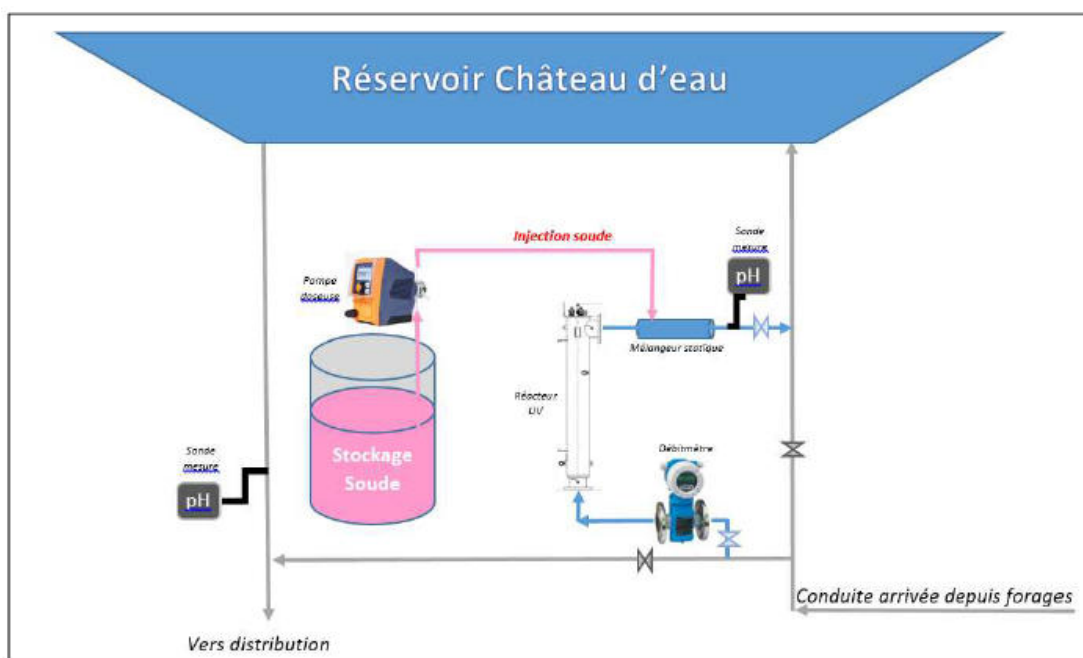 Réservoir Château d'eau
Injection soude
Sonde
mesure
pH
Pompe
doseuse
Mélangeur statique
Réacteur
UV
Stockage
Soude
Débitmètre
Sonde
mesure
pH
Conduite arrivée depuis forages
Vers distribution